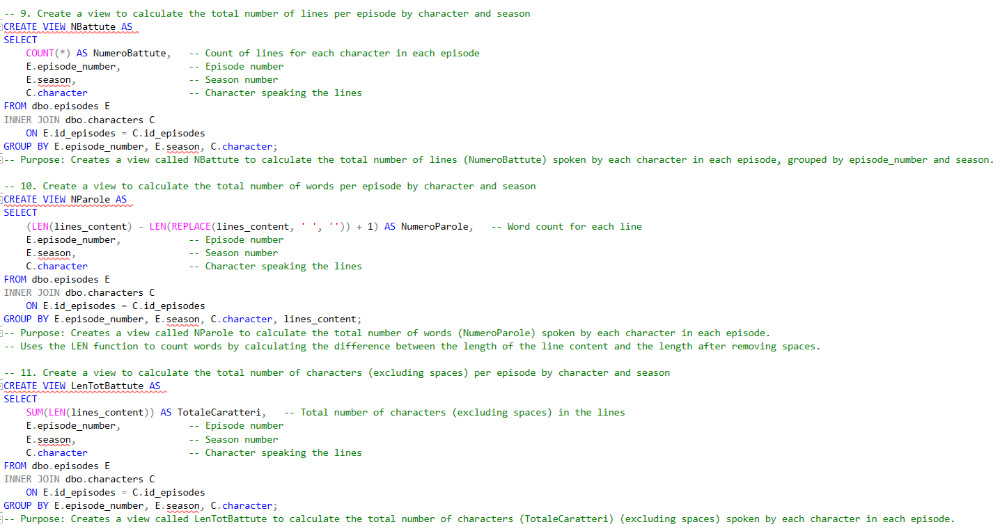 -- 9. Create a view to calculate the total number of lines per episode by character and season
CREATE VIEW NBattute AS
SELECT
    COUNT(*) AS NumeroBattute,   -- Count of lines for each character in each episode
    E.episode_number,            -- Episode number
    E.season,                    -- Season number
    C.character                  -- Character speaking the lines
FROM dbo.episodes E
INNER JOIN dbo.characters C
    ON E.id_episodes = C.id_episodes
GROUP BY E.episode_number, E.season, C.character;
-- Purpose: Creates a view called NBattute to calculate the total number of lines (NumeroBattute) spoken by each character in each episode, grouped by episode_number and season.

-- 10. Create a view to calculate the total number of words per episode by character and season
CREATE VIEW NParole AS
SELECT
    (LEN(lines_content) - LEN(REPLACE(lines_content, ' ', '')) + 1) AS NumeroParole,   -- Word count for each line
    E.episode_number,            -- Episode number
    E.season,                    -- Season number
    C.character                  -- Character speaking the lines
FROM dbo.episodes E
INNER JOIN dbo.characters C
    ON E.id_episodes = C.id_episodes
GROUP BY E.episode_number, E.season, C.character, lines_content;
-- Purpose: Creates a view called NParole to calculate the total number of words (NumeroParole) spoken by each character in each episode.
-- Uses the LEN function to count words by calculating the difference between the length of the line content and the length after removing spaces.

-- 11. Create a view to calculate the total number of characters (excluding spaces) per episode by character and season
CREATE VIEW LenTotBattute AS
SELECT
    SUM(LEN(lines_content)) AS TotaleCaratteri,   -- Total number of characters (excluding spaces) in the lines
    E.episode_number,            -- Episode number
    E.season,                    -- Season number
    C.character                  -- Character speaking the lines
FROM dbo.episodes E
INNER JOIN dbo.characters C
    ON E.id_episodes = C.id_episodes
GROUP BY E.episode_number, E.season, C.character;
-- Purpose: Creates a view called LenTotBattute to calculate the total number of characters (TotaleCaratteri) (excluding spaces) spoken by each character in each episode.